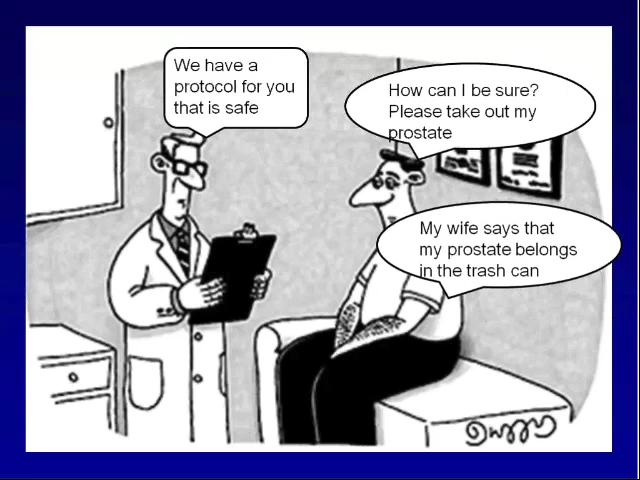 We have a
protocol for you
that is safe
How can I be sure?
Please take out my
prostate
My wife says that
my prostate belongs
in the trash can